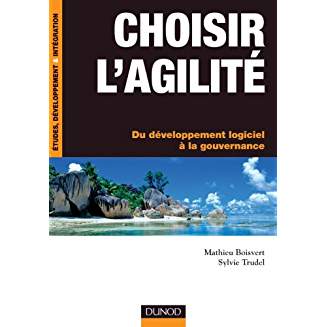 ÉTUDES, DÉVELOPPEMENT & INTÉGRATION
CHOISIR
L'AGILITÉ
Du développement logiciel
à la gouvernance
Mathieu Boisvert
Sylvie Trudel
DUNOD